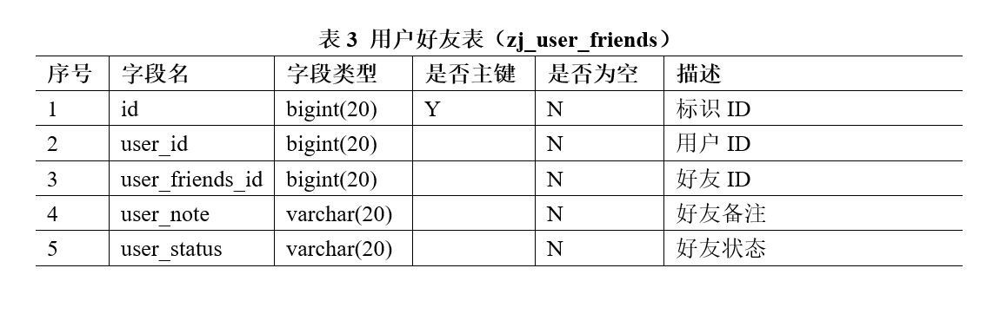 表 3 用户好友表（zj_user_friends）
序号 字段名 字段类型 是否主键 是否为空 描述
1 id bigint(20) Y N 标识 ID
2 user_id bigint(20) N 用户 ID
3 user_friends_id bigint(20) N 好友 ID
4 user_note varchar(20) N 好友备注
5 user_status varchar(20) N 好友状态